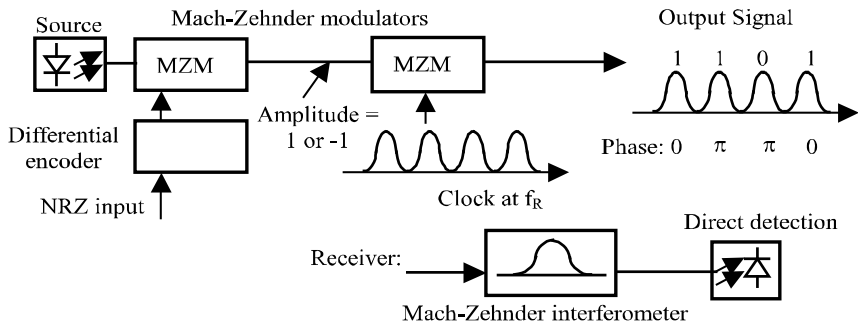 Source
Mach-Zehnder modulators
Output Signal
MZM
MZM
1 1 0 1
Amplitude =
1 or -1
Differential
encoder
Phase: 0 π π 0
NRZ input
Clock at fR
Direct detection
Receiver:
Mach-Zehnder interferometer